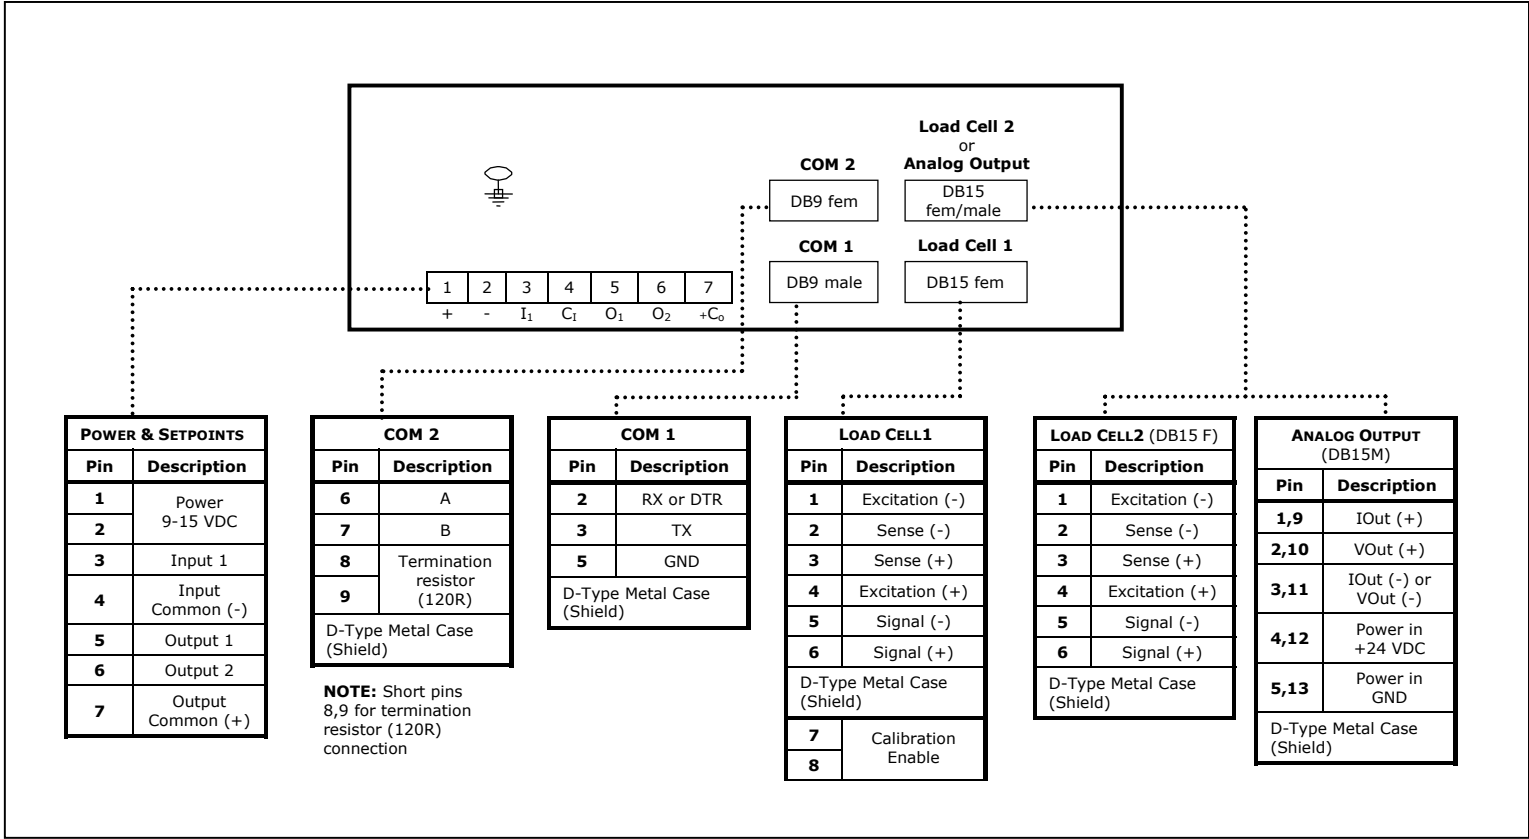 Load Cell 2
or
Analog Output
COM 2
DB9 fem
DB15
fem/male
COM 1
Load Cell 1
DB9 male
DB15 fem
1 2 3 4 5 6 7
+ - I₁ Cᵢ O₁ O₂ +Cₒ
POWER & SETPOINTS
Pin Description
1
2
Power
9-15 VDC
3 Input 1
4 Input
Common (-)
5 Output 1
6 Output 2
7 Output
Common (+)
COM 2
Pin Description
6 A
7 B
8
9
Termination
resistor
(120R)
D-Type Metal Case
(Shield)
NOTE: Short pins
8,9 for termination
resistor (120R)
connection
COM 1
Pin Description
2 RX or DTR
3 TX
5 GND
D-Type Metal Case
(Shield)
LOAD CELL1
Pin Description
1 Excitation (-)
2 Sense (-)
3 Sense (+)
4 Excitation (+)
5 Signal (-)
6 Signal (+)
D-Type Metal Case
(Shield)
7
8
Calibration
Enable
LOAD CELL2 (DB15 F)
Pin Description
1 Excitation (-)
2 Sense (-)
3 Sense (+)
4 Excitation (+)
5 Signal (-)
6 Signal (+)
D-Type Metal Case
(Shield)
ANALOG OUTPUT
(DB15M)
Pin Description
1,9 IOut (+)
2,10 VOut (+)
3,11 IOut (-) or
VOut (-)
4,12 Power in
+24 VDC
5,13 Power in
GND
D-Type Metal Case
(Shield)